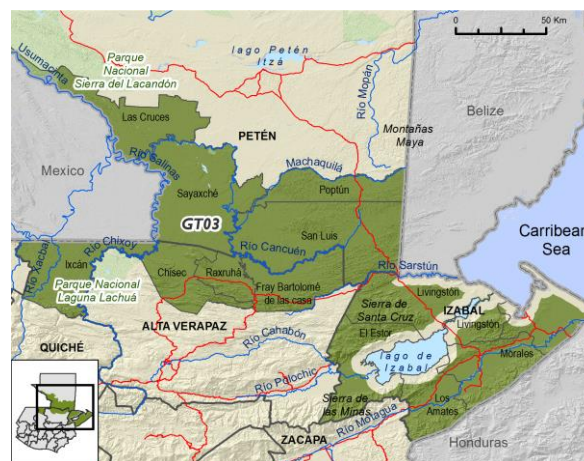 0
50 Km
Usumacinta
Parque
Nacional
Sierra del Lacandón
lago Petén
Itzá
Río Mopán
Belize
Las Cruces
PETÉN
Montañas
Maya
Río Salinas
Mexico
Machaquilá
Sayaxché
Poptún
GT03
Carribean
Sea
San Luis
Río Xacbal
Río Chixoy
Río Cancuén
Ixcán
Río Sarstún
Chisec
Raxruhá
Parque
Nacional
Laguna Lachuá
Fray Bartolomé
de las casa
Livingstón
Sierra de
Santa Cruz
IZABAL
ALTA VERAPAZ
Livingstón
El Estor
Río Cahabón
lago de
Izabal
Morales
QUICHÉ
Río Polochic
Sierra de
las Minas
Los
Amates
Río Motagua
ZACAPA
Honduras